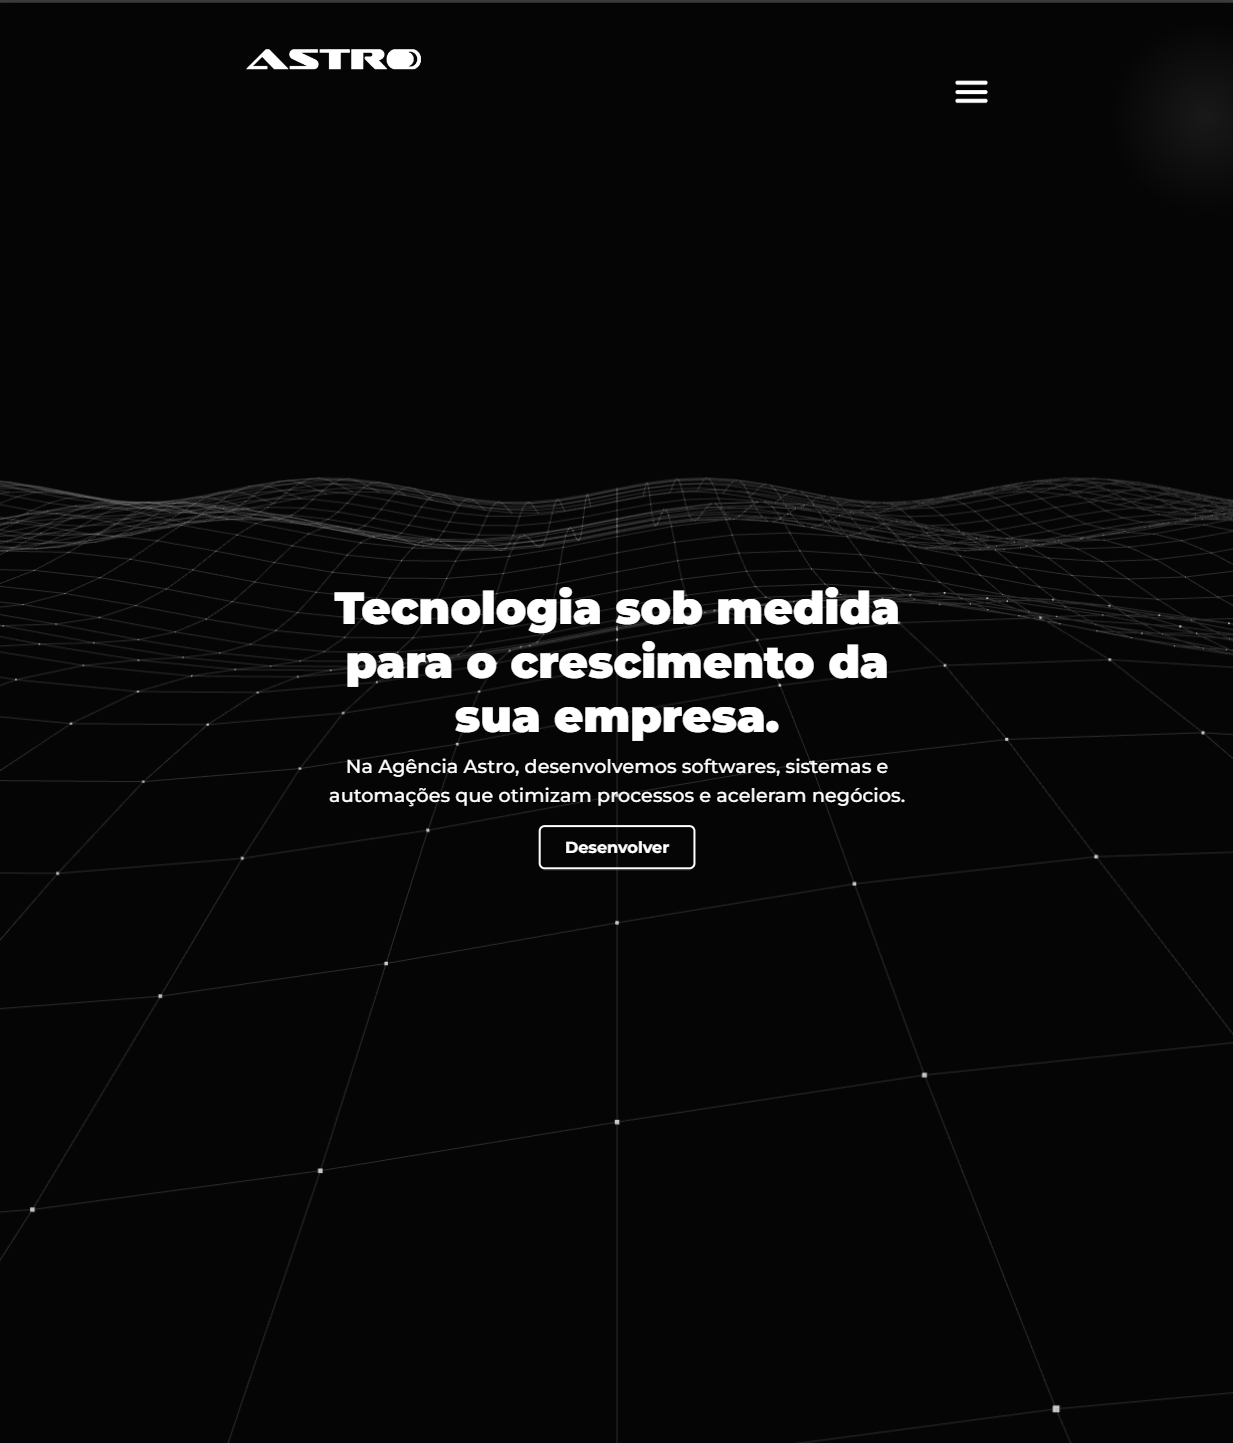 ASTRO
Tecnologia sob medida
para o crescimento da
sua empresa.
Na Agência Astro, desenvolvemos softwares, sistemas e
automações que otimizam processos e aceleram negócios.
Desenvolver